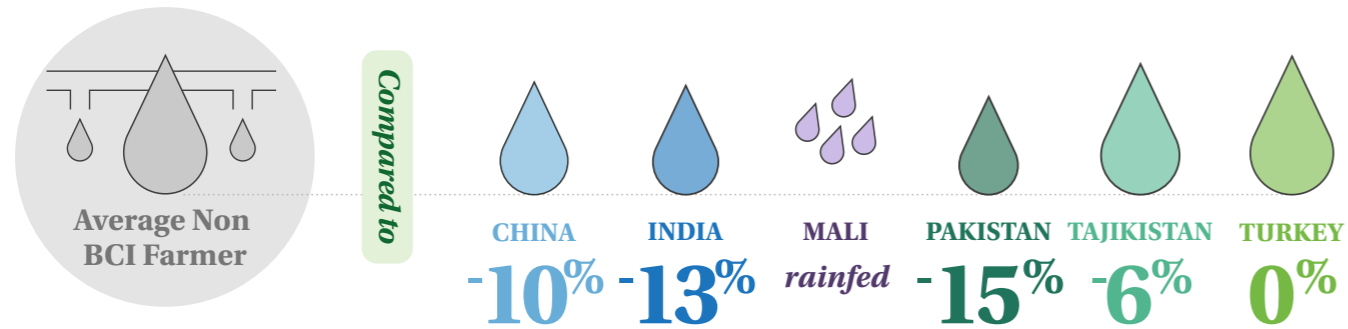 Average Non
BCI Farmer
Compared to
CHINA
-10%
INDIA
-13%
MALI
rainfed
PAKISTAN
-15%
TAJIKISTAN
-6%
TURKEY
0%